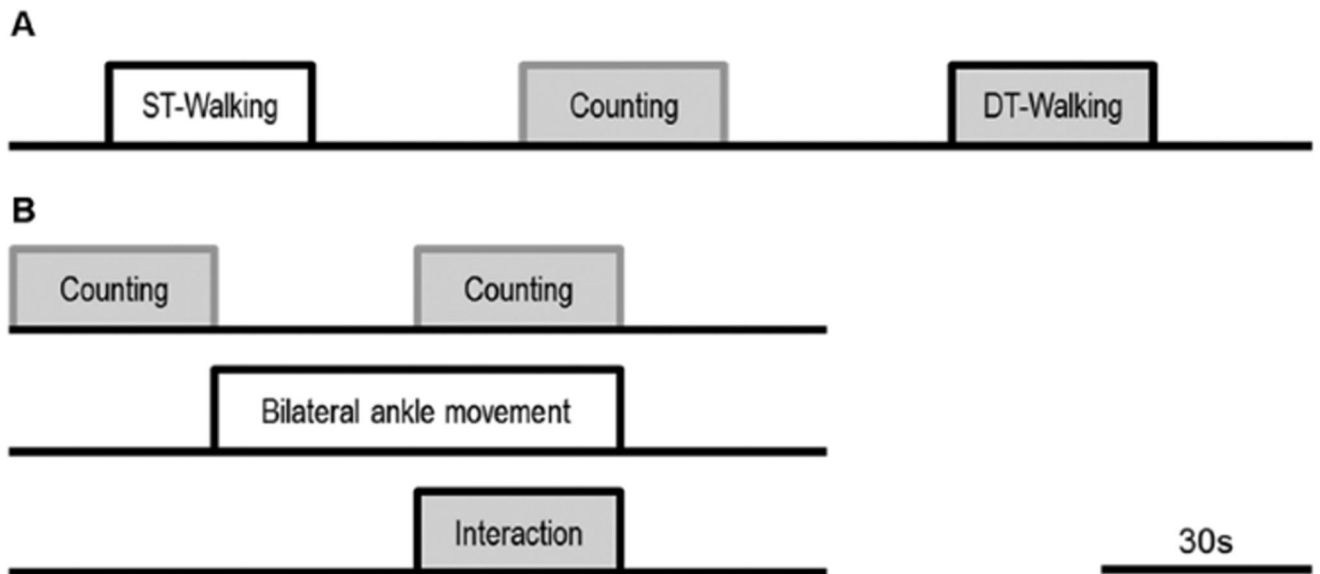 A
ST-Walking
Counting
DT-Walking
B
Counting
Counting
Bilateral ankle movement
Interaction
30s